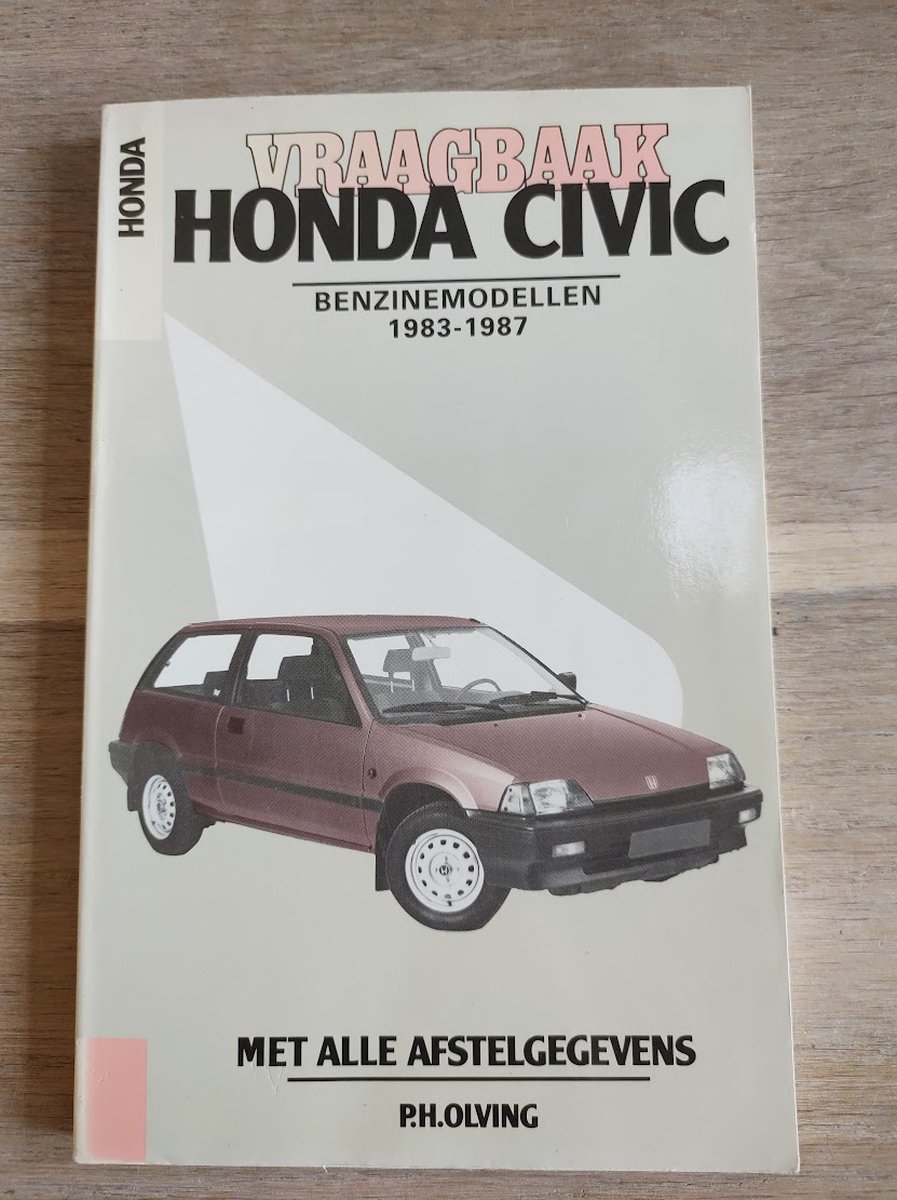 HONDA
VRAAGBAAK
HONDA CIVIC
BENZINEMODELLEN
1983-1987
MET ALLE AFSTELGEGEVENS
P.H.OLVING